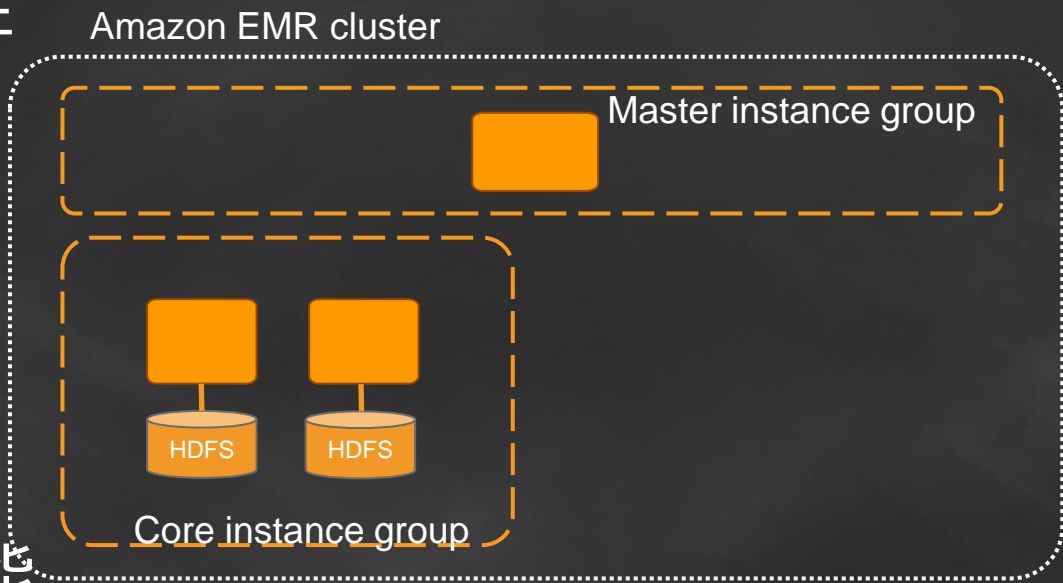 Amazon EMR cluster
Master instance group
HDFS
HDFS
Core instance group